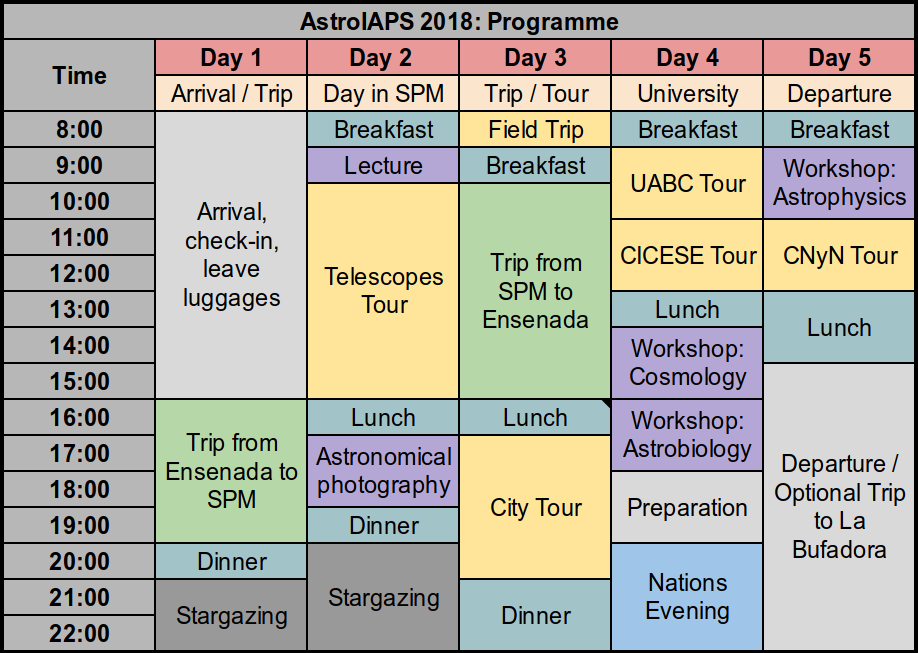 AstroIAPS 2018: Programme
Time
Day 1
Day 2
Day 3
Day 4
Day 5
Arrival / Trip
Day in SPM
Trip / Tour
University
Departure
8:00
9:00
10:00
11:00
12:00
13:00
14:00
15:00
16:00
17:00
18:00
19:00
20:00
21:00
22:00
Arrival,
check-in,
leave
luggages
Trip from
Ensenada to
SPM
Dinner
Stargazing
Breakfast
Lecture
Telescopes
Tour
Lunch
Astronomical
photography
Dinner
Stargazing
Field Trip
Breakfast
Trip from
SPM to
Ensenada
Lunch
City Tour
Dinner
Breakfast
UABC Tour
CICESE Tour
Lunch
Workshop:
Cosmology
Workshop:
Astrobiology
Preparation
Nations
Evening
Breakfast
Workshop:
Astrophysics
CNyN Tour
Lunch
Departure /
Optional Trip
to La
Bufadora